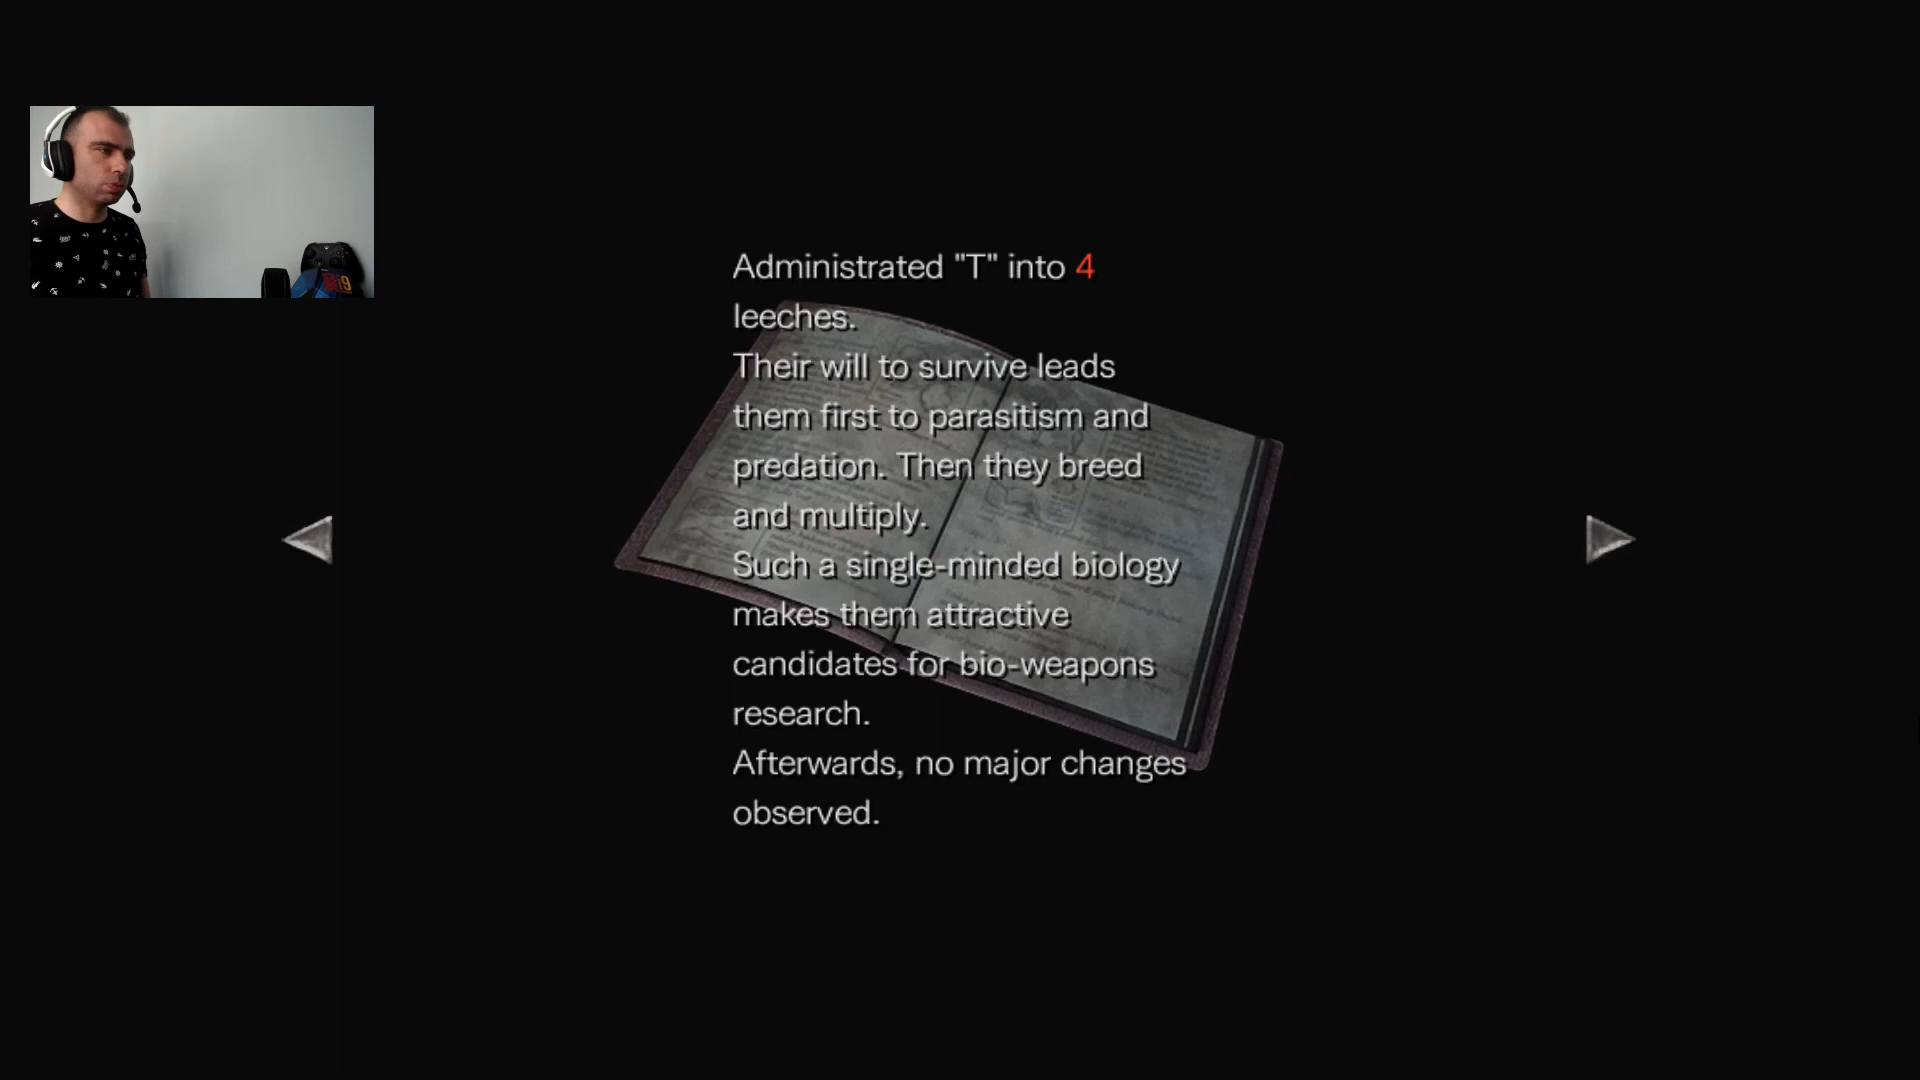 Administrated "T" into 4
leeches.
Their will to survive leads
them first to parasitism and
predation. Then they breed
and multiply.
Such a single-minded biology
makes them attractive
candidates for bio-weapons
research.
Afterwards, no major changes
observed.